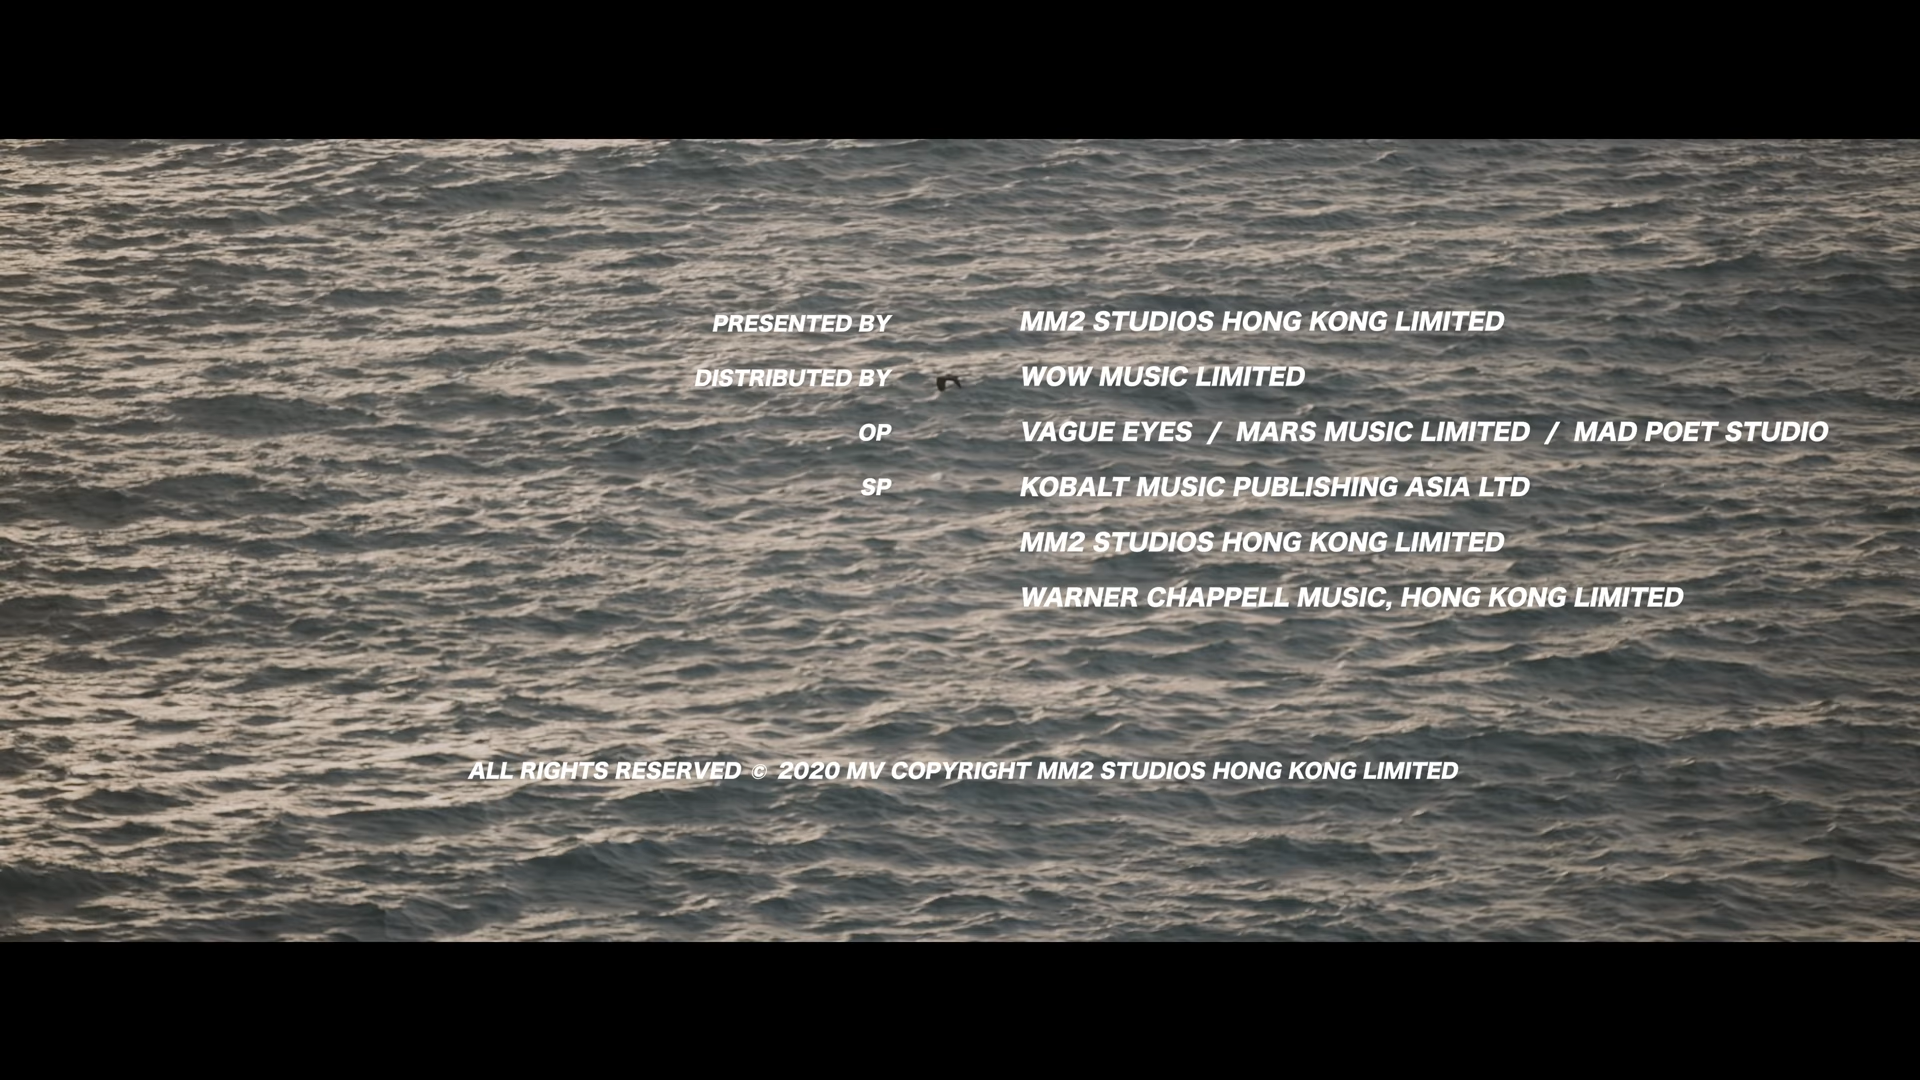 PRESENTED BY MM2 STUDIOS HONG KONG LIMITED
DISTRIBUTED BY WOW MUSIC LIMITED
OP VAGUE EYES / MARS MUSIC LIMITED / MAD POET STUDIO
SP KOBALT MUSIC PUBLISHING ASIA LTD
MM2 STUDIOS HONG KONG LIMITED
WARNER CHAPPELL MUSIC, HONG KONG LIMITED
ALL RIGHTS RESERVED © 2020 MV COPYRIGHT MM2 STUDIOS HONG KONG LIMITED